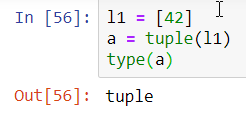 In [56]: l1 = [42]
a = tuple(l1)
type(a)
Out[56]: tuple